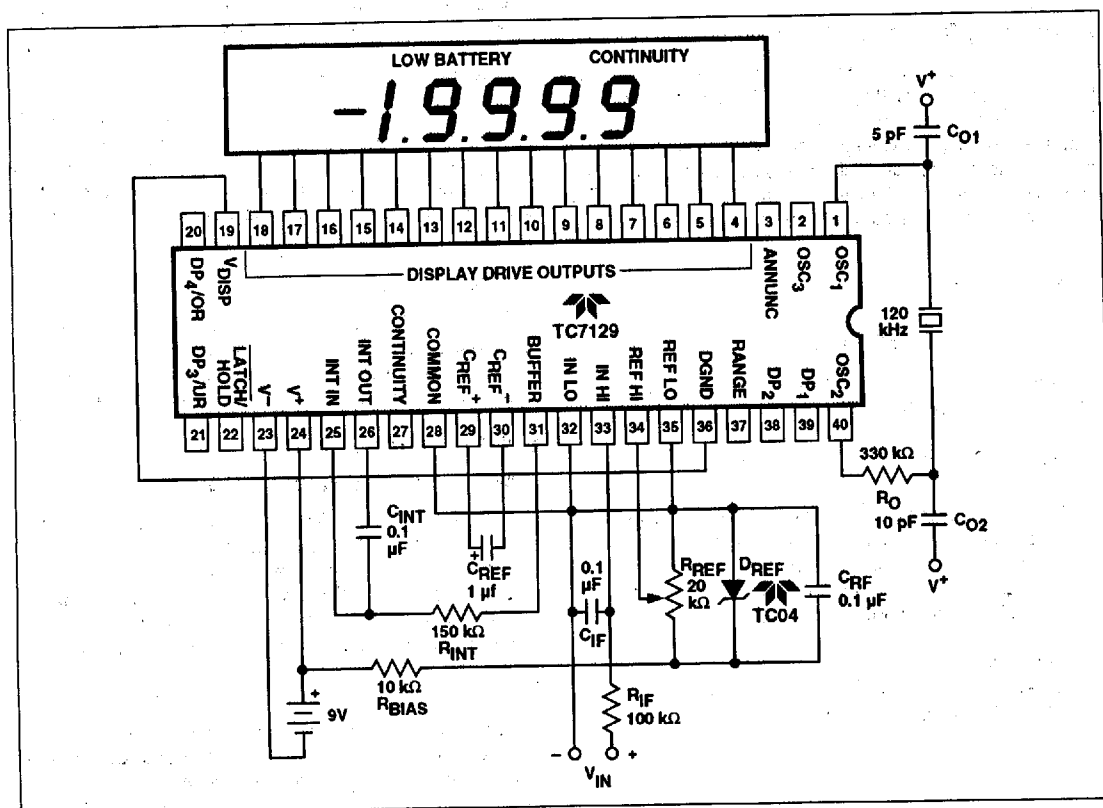 LOW BATTERY CONTINUITY
-1.9.9.9.9
V+
5 pF CO1
20 19 18 17 16 15 14 13 12 11 10 9 8 7 6 5 4 3 2 1
DP4/OR
VDISP
DISPLAY DRIVE OUTPUTS
ANNUNC
OSC3
OSC1
TC7129
120
kHz
DP3/UR
LATCH/
HOLD
V-
V+
INT IN
INT OUT
CONTINUITY
COMMON
CREF+
CREF-
BUFFER
IN LO
IN HI
REF HI
REF LO
DGND
RANGE
DP2
DP1
OSC2
21 22 23 24 25 26 27 28 29 30 31 32 33 34 35 36 37 38 39 40
330 kΩ
RO
10 pF CO2
V+
CINT
0.1
µF
+
CREF
1 µf
0.1
µF
CIF
RREF
20
kΩ
DREF
TC04
CRF
0.1 µF
150 kΩ
RINT
10 kΩ
RBIAS
+
9V
RIF
100 kΩ
- +
VIN